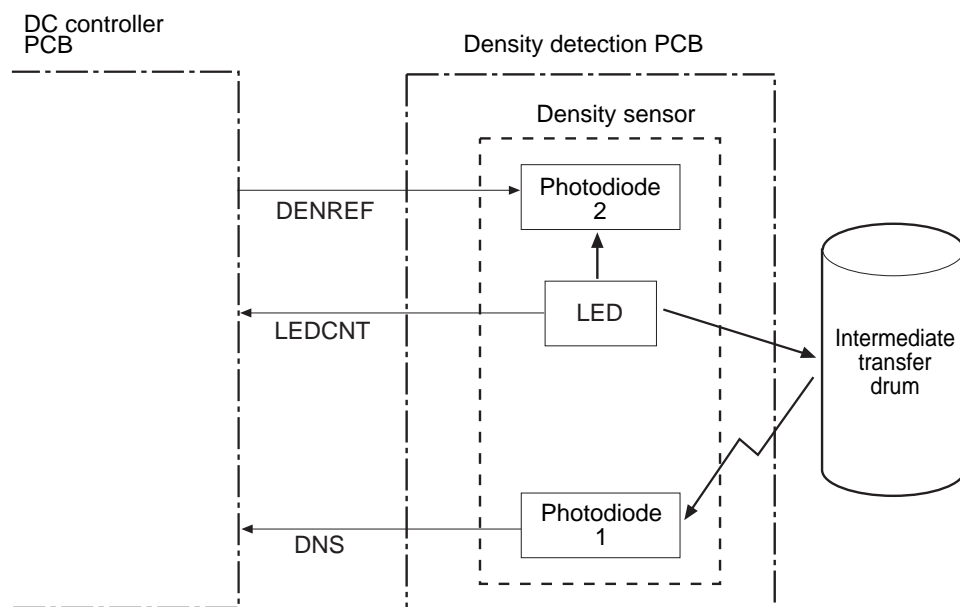 DC controller
PCB
Density detection PCB
Density sensor
Photodiode
2
DENREF
LED
LEDCNT
Intermediate
transfer
drum
Photodiode
1
DNS